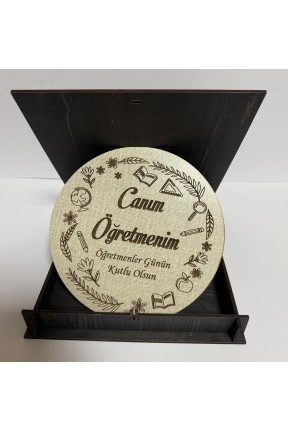 Canım
Öğretmenim
Öğretmenler Günün
Kutlu Olsun